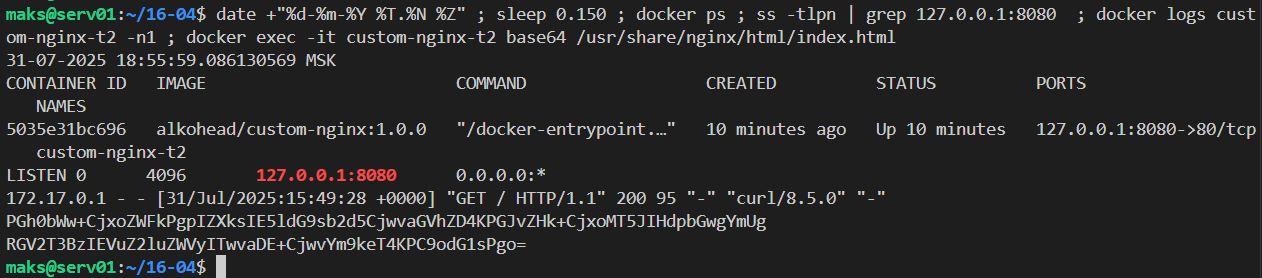 maks@serv01:~/16-04$ date +"%d-%m-%Y %T.%N %Z" ; sleep 0.150 ; docker ps ; ss -tlpn | grep 127.0.0.1:8080  ; docker logs cust
om-nginx-t2 -n1 ; docker exec -it custom-nginx-t2 base64 /usr/share/nginx/html/index.html
31-07-2025 18:55:59.086130569 MSK
CONTAINER ID   IMAGE                         COMMAND                  CREATED          STATUS          PORTS
   NAMES
5035e31bc696   alkohead/custom-nginx:1.0.0   "/docker-entrypoint.…"   10 minutes ago   Up 10 minutes   127.0.0.1:8080->80/tcp
   custom-nginx-t2
LISTEN 0      4096       127.0.0.1:8080      0.0.0.0:*
172.17.0.1 - - [31/Jul/2025:15:49:28 +0000] "GET / HTTP/1.1" 200 95 "-" "curl/8.5.0" "-"
PGh0bWw+CjxoZWFkPgpIZXksIE5ldG9sb2d5CjwvaGVhZD4KPGJvZHk+CjxoMT5JIHdpbGwgYmUg
RGV2T3BzIEVuZ2luZWVyITwvaDE+CjwvYm9keT4KPC9odG1sPgo=
maks@serv01:~/16-04$